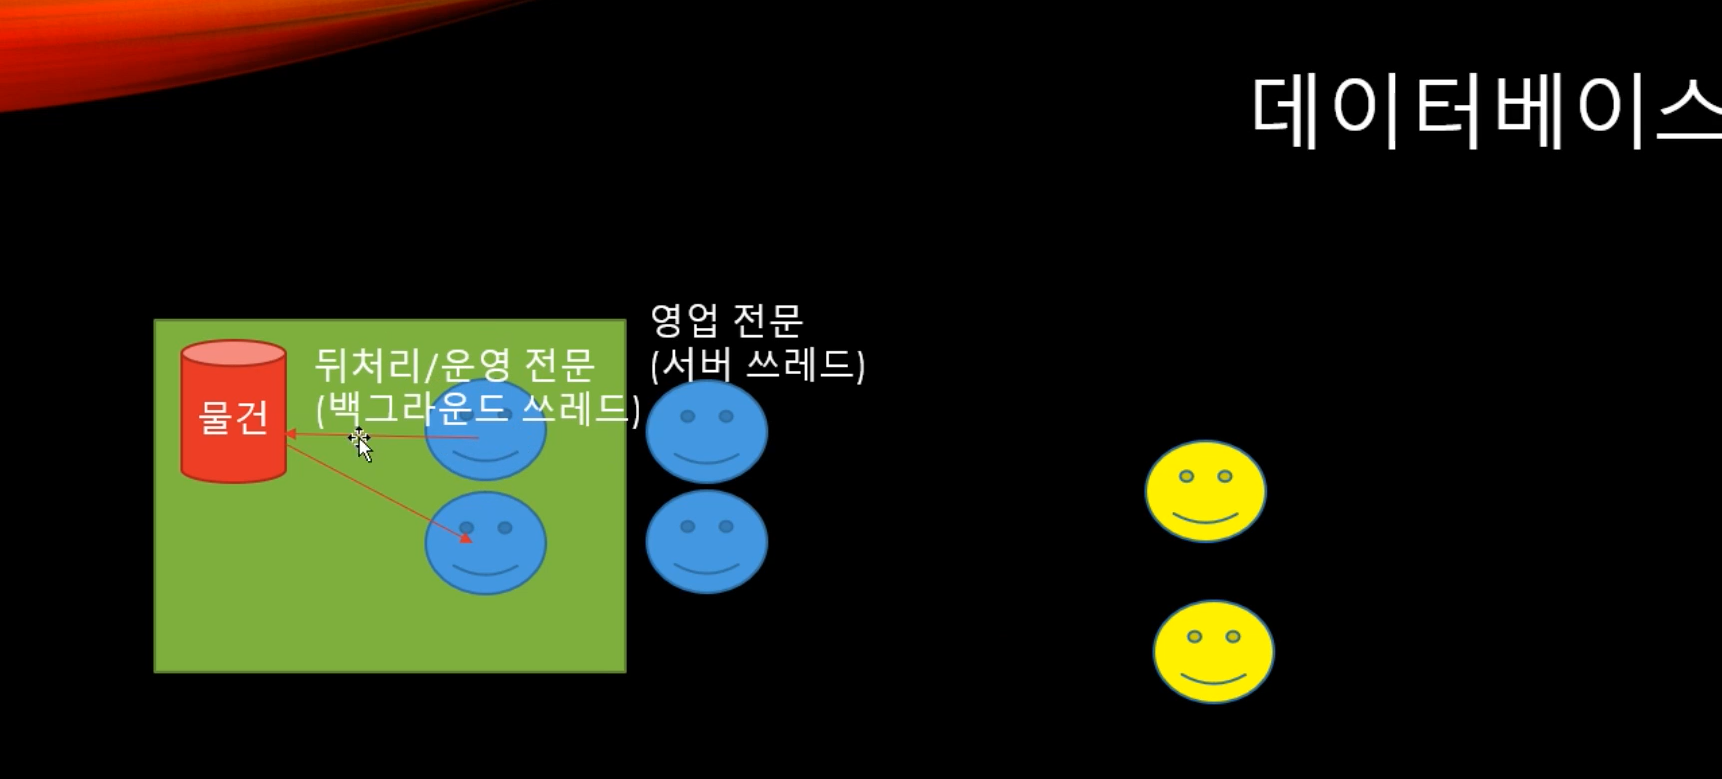 데이터베이스
영업 전문
(서버 쓰레드)
뒤처리/운영 전문
(백그라운드 쓰레드)
물건